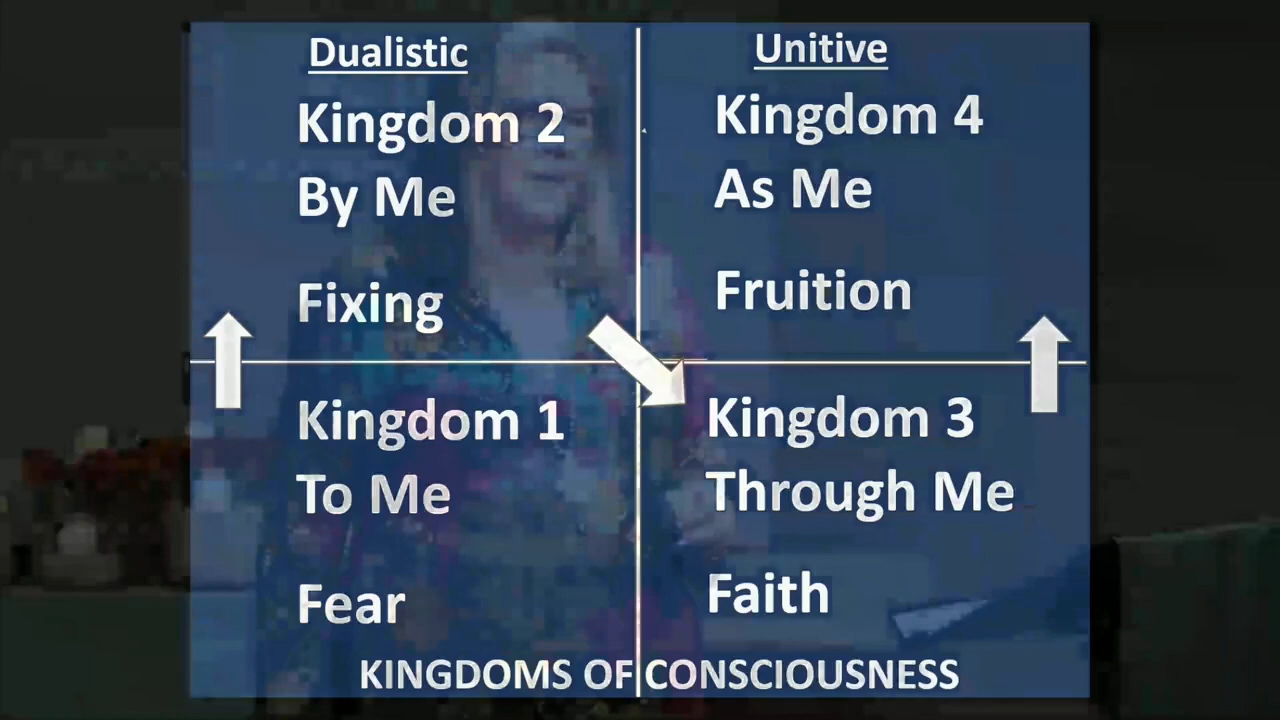 Dualistic
Kingdom 2
By Me
Fixing
Unitive
Kingdom 4
As Me
Fruition
Kingdom 1
To Me
Fear
Kingdom 3
Through Me
Faith
KINGDOMS OF CONSCIOUSNESS